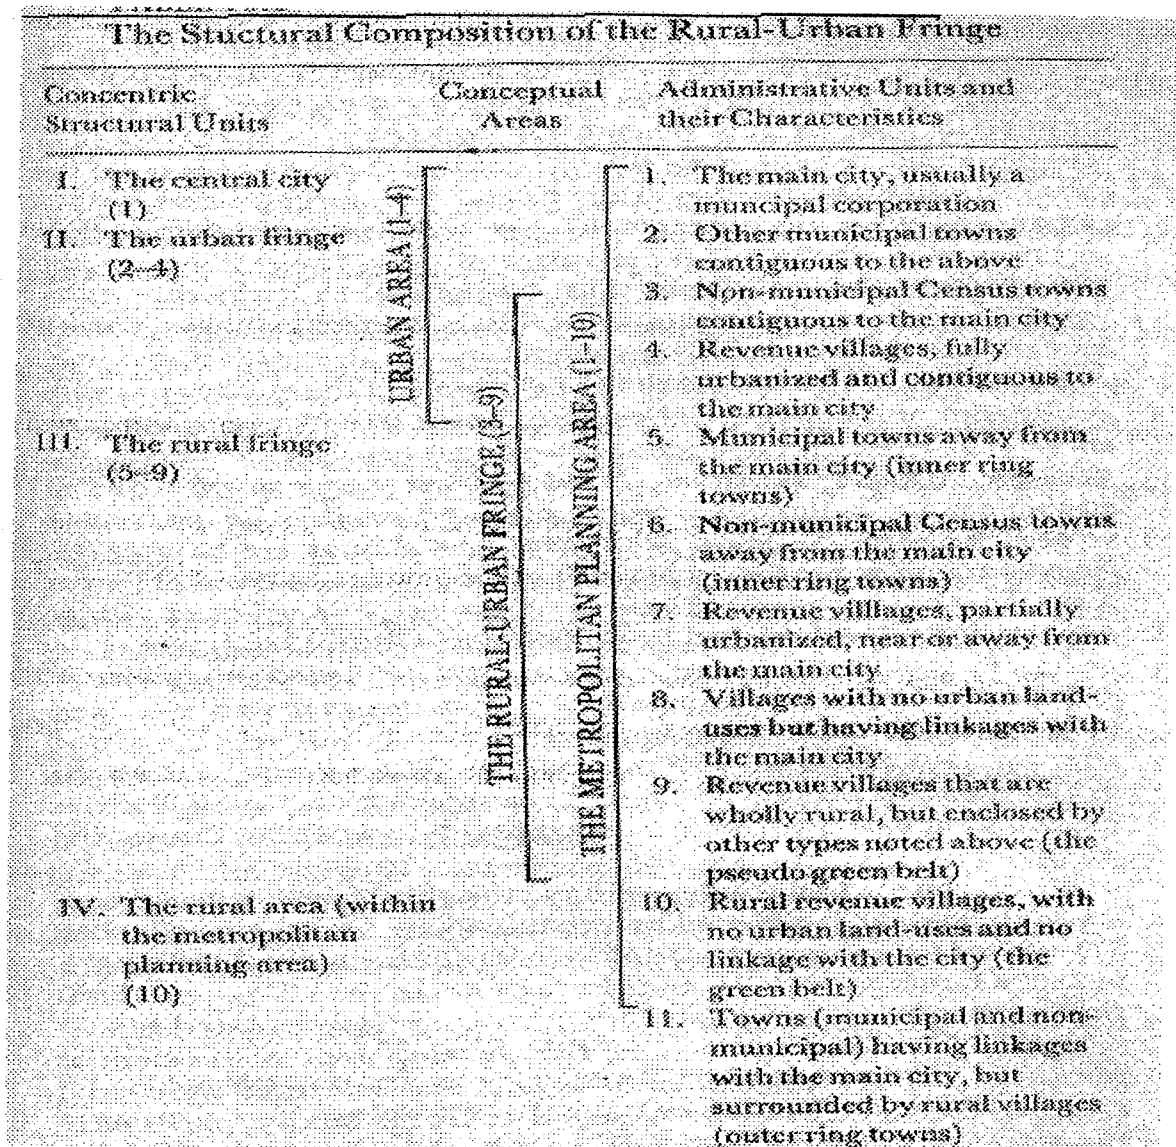 The Stuctural Composition of the Rural-Urban Fringe
Concentric
Structural Units
Conceptual
Areas
Administrative Units and
their Characteristics
I. The central city
(1)
II. The urban fringe
(2–4)
III. The rural fringe
(5–9)
IV. The rural area (within
the metropolitan
planning area)
(10)
URBAN AREA (1–4)
THE RURAL-URBAN FRINGE (3–9)
THE METROPOLITAN PLANNING AREA (1–10)
1. The main city, usually a
muncipal corporation
2. Other municipal towns
contiguous to the above
3. Non-municipal Census towns
contiguous to the main city
4. Revenue villages, fully
urbanized and contiguous to
the main city
5. Municipal towns away from
the main city (inner ring
towns)
6. Non-municipal Census towns
away from the main city
(inner ring towns)
7. Revenue villlages, partially
urbanized, near or away from
the main city
8. Villages with no urban land-
uses but having linkages with
the main city
9. Revenue villages that are
wholly rural, but enclosed by
other types noted above (the
pseudo green belt)
10. Rural revenue villages, with
no urban land-uses and no
linkage with the city (the
green belt)
11. Towns (municipal and non-
municipal) having linkages
with the main city, but
surrounded by rural villages
(outer ring towns)